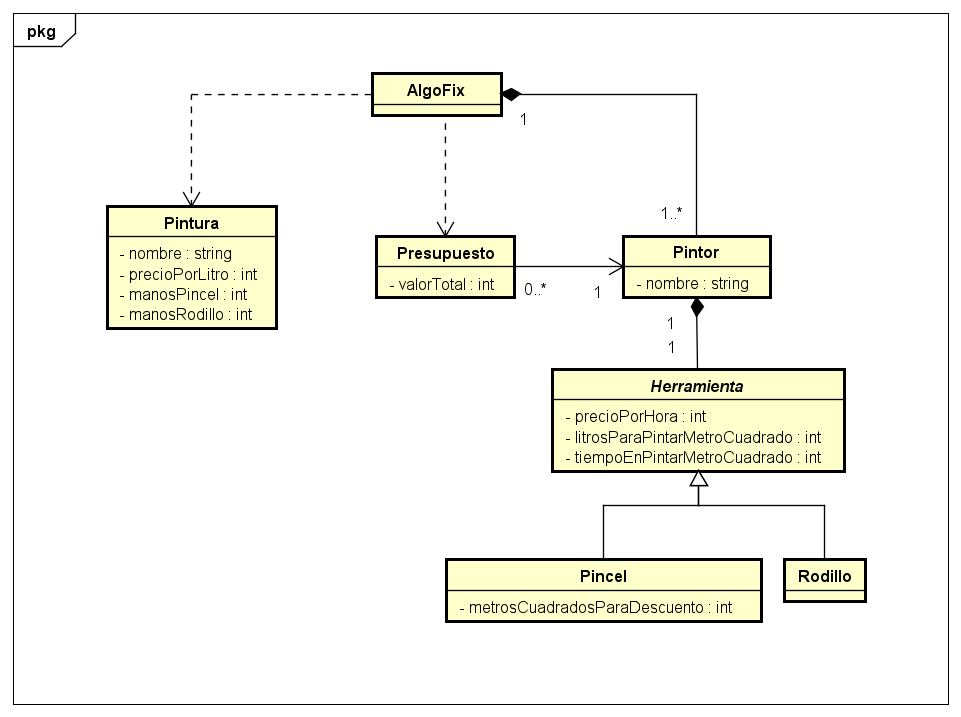 pkg
AlgoFix
1
1..*
Pintura
- nombre : string
- precioPorLitro : int
- manosPincel : int
- manosRodillo : int
Presupuesto
- valorTotal : int
0..*
1
Pintor
- nombre : string
1
1
Herramienta
- precioPorHora : int
- litrosParaPintarMetroCuadrado : int
- tiempoEnPintarMetroCuadrado : int
Pincel
- metrosCuadradosParaDescuento : int
Rodillo